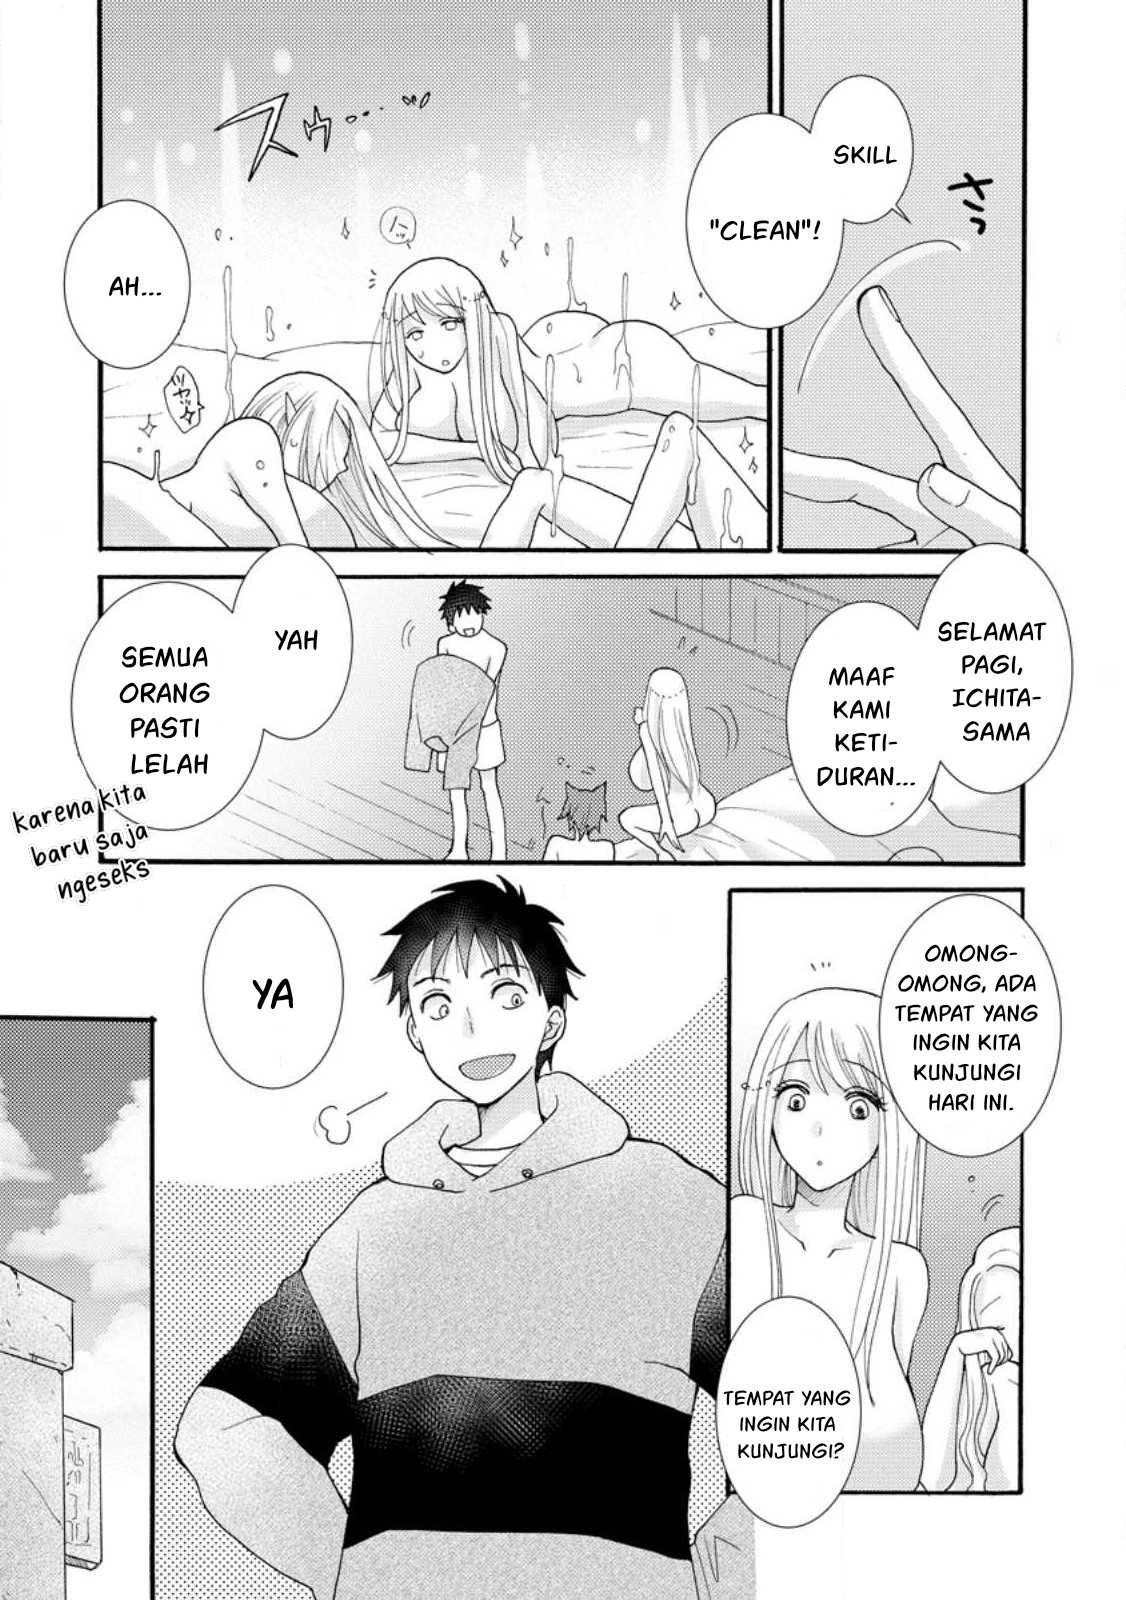 SKILL
"CLEAN"!
スゥ...
AH...
SELAMAT
PAGI,
ICHITA-
SAMA
MAAF
KAMI
KETI-
DURAN...
YAH
SEMUA
ORANG
PASTI
LELAH
karena kita
baru saja
ngeseks
OMONG-
OMONG, ADA
TEMPAT YANG
INGIN KITA
KUNJUNGI
HARI INI.
TEMPAT YANG
INGIN KITA
KUNJUNGI?
YA